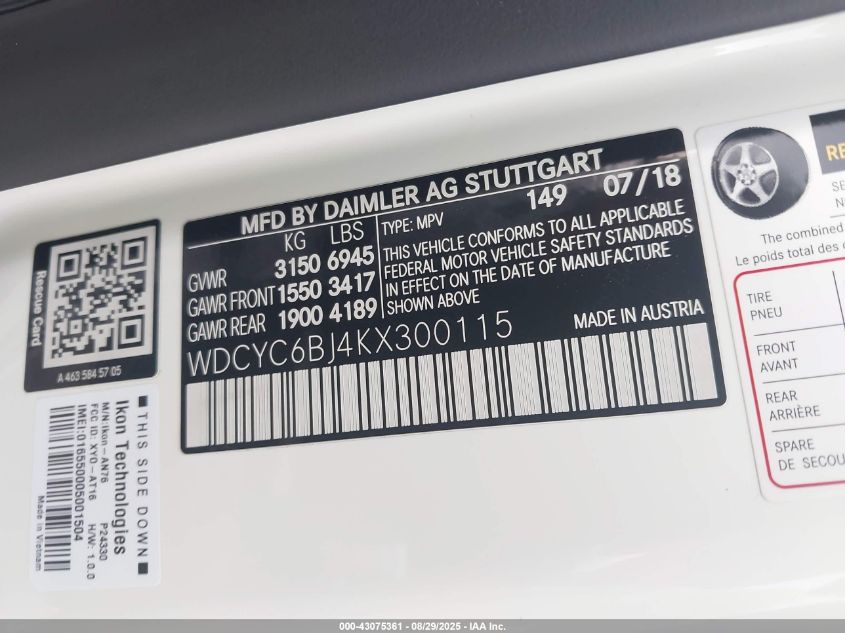 MFD BY DAIMLER AG STUTTGART
KG LBS TYPE: MPV 149 07/18
GVWR 3150 6945
GAWR FRONT 1550 3417
GAWR REAR 1900 4189
THIS VEHICLE CONFORMS TO ALL APPLICABLE
FEDERAL MOTOR VEHICLE SAFETY STANDARDS
IN EFFECT ON THE DATE OF MANUFACTURE
SHOWN ABOVE
WDCYC6BJ4KX300115 MADE IN AUSTRIA
Rescue Card
A 463 584 57 05
THIS SIDE DOWN
Ikon Technologies
M/N:Ikon-AN76 P24330
FCC ID: XYO-AT16 H/W: 1.0.0
IMEI:016550005001504
Made in Vietnam
The combined
Le poids total des
TIRE
PNEU
FRONT
AVANT
REAR
ARRIÈRE
SPARE
DE
000-43075361 - 08/29/2025 - IAA Inc.